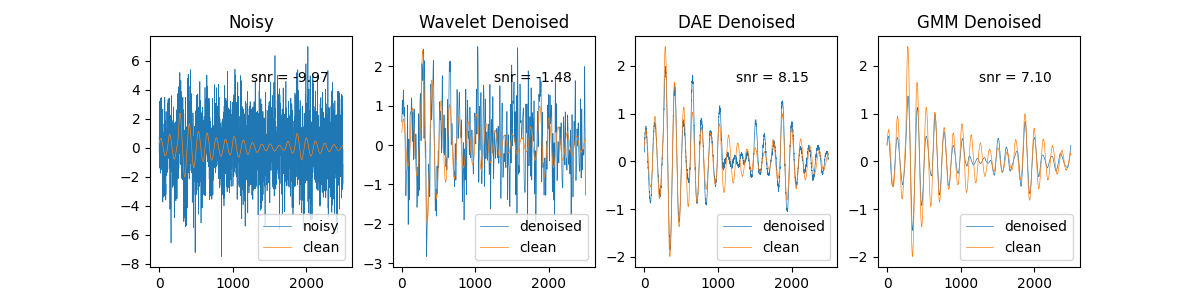 Noisy
snr = -9.97
6
4
2
0
−2
−4
−6
−8
noisy
clean
0
1000
2000
Wavelet Denoised
snr = -1.48
2
1
0
−1
−2
−3
denoised
clean
0
1000
2000
DAE Denoised
snr = 8.15
2
1
0
−1
−2
denoised
clean
0
1000
2000
GMM Denoised
snr = 7.10
2
1
0
−1
−2
denoised
clean
0
1000
2000